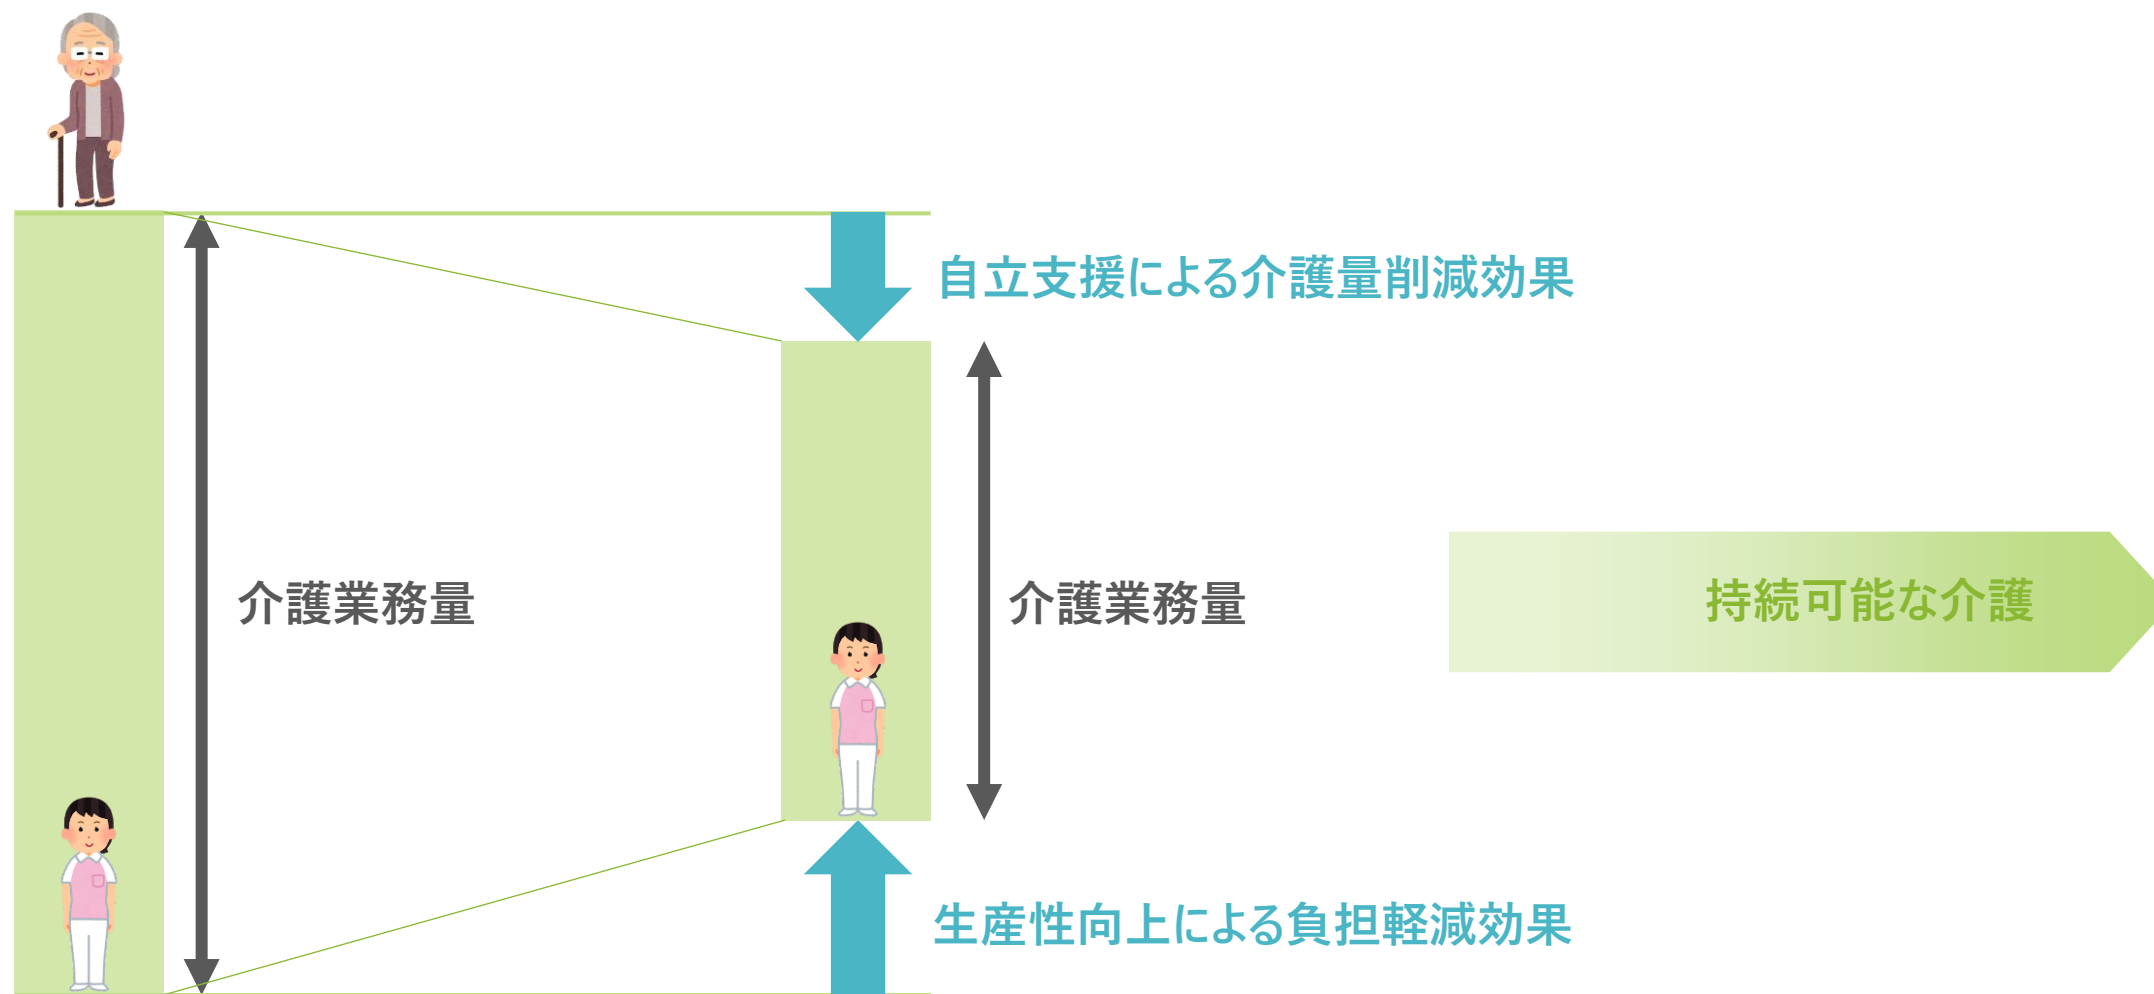 自立支援による介護量削減効果
介護業務量
介護業務量
持続可能な介護
生産性向上による負担軽減効果